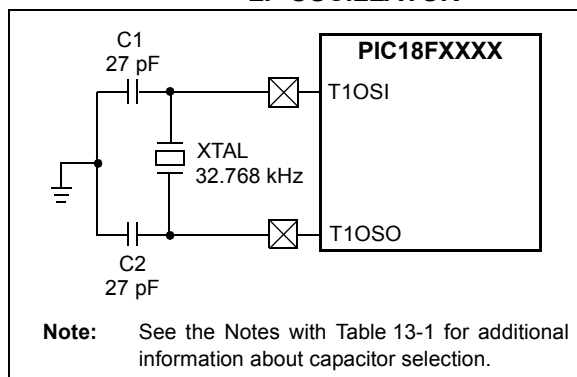 LP OSCILLATOR
C1
27 pF
PIC18FXXXX
T1OSI
XTAL
32.768 kHz
T1OSO
C2
27 pF
Note: See the Notes with Table 13-1 for additional
information about capacitor selection.